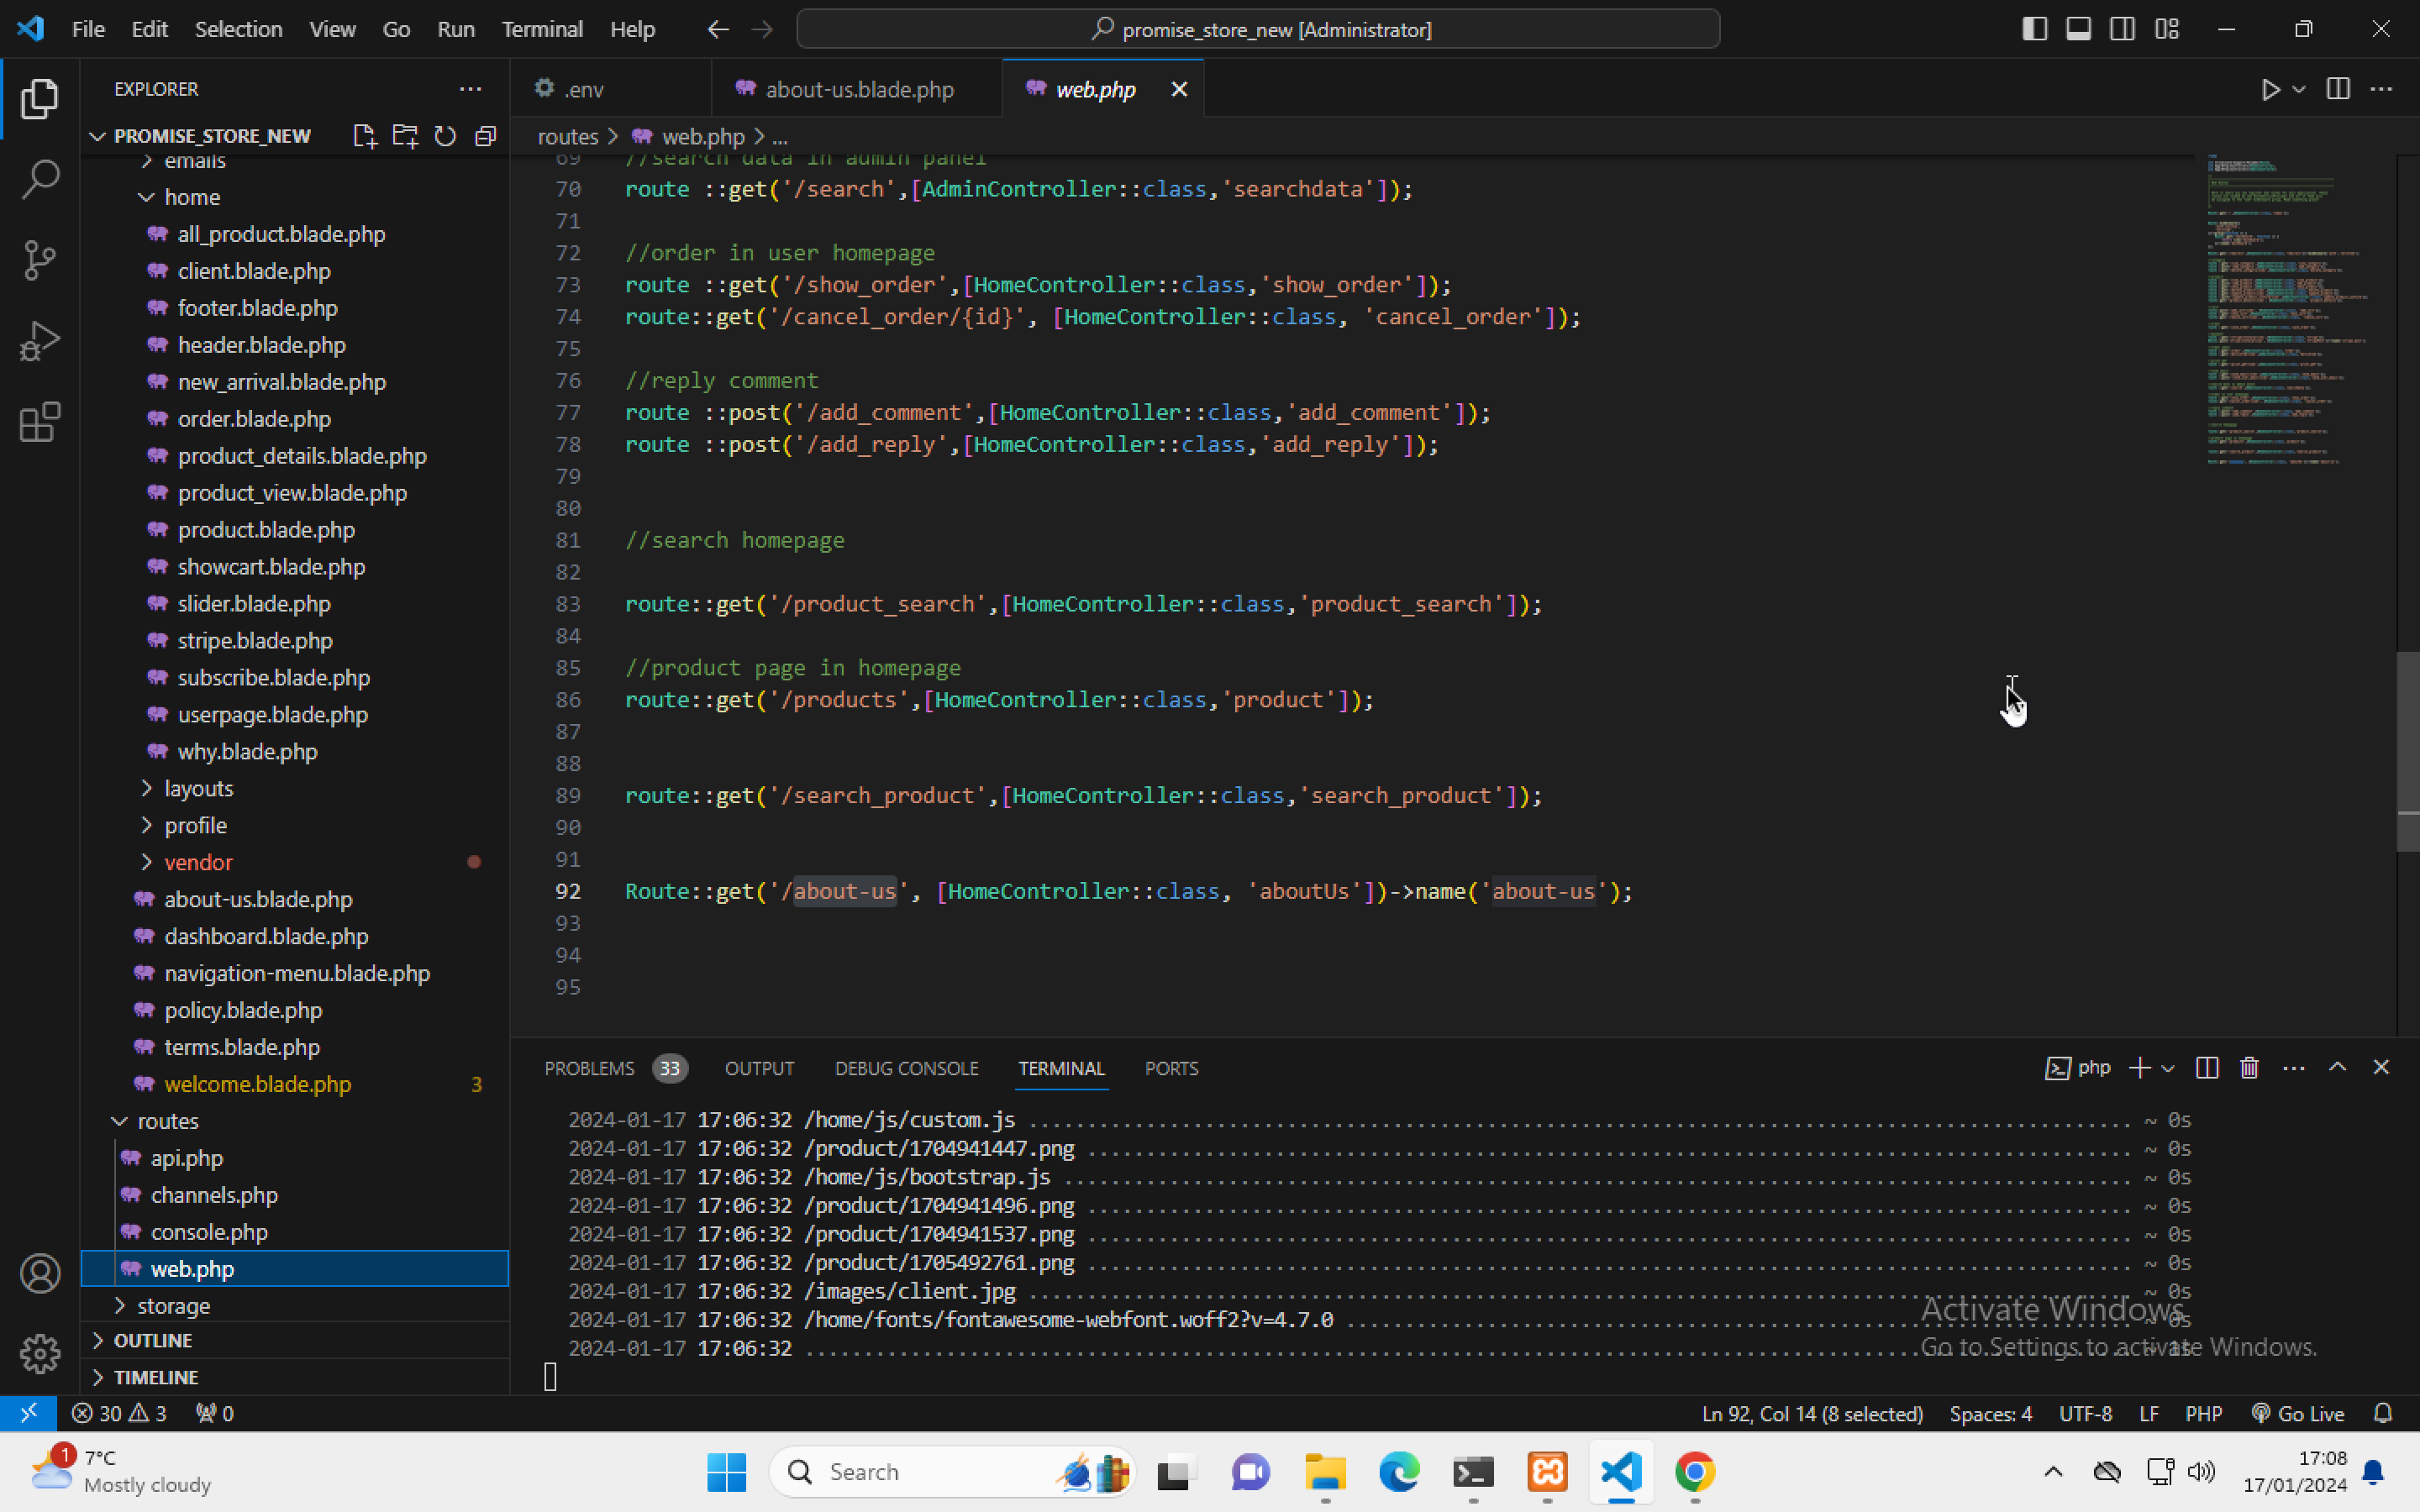 File Edit Selection View Go Run Terminal Help
promise_store_new [Administrator]
EXPLORER
PROMISE_STORE_NEW
emails
home
all_product.blade.php
client.blade.php
footer.blade.php
header.blade.php
new_arrival.blade.php
order.blade.php
product_details.blade.php
product_view.blade.php
product.blade.php
showcart.blade.php
slider.blade.php
stripe.blade.php
subscribe.blade.php
userpage.blade.php
why.blade.php
layouts
profile
vendor
about-us.blade.php
dashboard.blade.php
navigation-menu.blade.php
policy.blade.php
terms.blade.php
welcome.blade.php 3
routes
api.php
channels.php
console.php
web.php
storage
OUTLINE
TIMELINE
.env
about-us.blade.php
web.php
routes > web.php > ...
69 //search data in admin panel
70 route ::get('/search',[AdminController::class,'searchdata']);
71
72 //order in user homepage
73 route ::get('/show_order',[HomeController::class,'show_order']);
74 route::get('/cancel_order/{id}', [HomeController::class, 'cancel_order']);
75
76 //reply comment
77 route ::post('/add_comment',[HomeController::class,'add_comment']);
78 route ::post('/add_reply',[HomeController::class,'add_reply']);
79
80
81 //search homepage
82
83 route::get('/product_search',[HomeController::class,'product_search']);
84
85 //product page in homepage
86 route::get('/products',[HomeController::class,'product']);
87
88
89 route::get('/search_product',[HomeController::class,'search_product']);
90
91
92 Route::get('/about-us', [HomeController::class, 'aboutUs'])->name('about-us');
93
94
95
PROBLEMS 33 OUTPUT DEBUG CONSOLE TERMINAL PORTS
php
2024-01-17 17:06:32 /home/js/custom.js ~ 0s
2024-01-17 17:06:32 /product/1704941447.png ~ 0s
2024-01-17 17:06:32 /home/js/bootstrap.js ~ 0s
2024-01-17 17:06:32 /product/1704941496.png ~ 0s
2024-01-17 17:06:32 /product/1704941537.png ~ 0s
2024-01-17 17:06:32 /product/1705492761.png ~ 0s
2024-01-17 17:06:32 /images/client.jpg ~ 0s
2024-01-17 17:06:32 /home/fonts/fontawesome-webfont.woff2?v=4.7.0 ~ 0s
2024-01-17 17:06:32 ~ 1s
Activate Windows
Go to Settings to activate Windows.
30 3 0
Ln 92, Col 14 (8 selected) Spaces: 4 UTF-8 LF PHP Go Live
1
7°C
Mostly cloudy
Search
17:08
17/01/2024